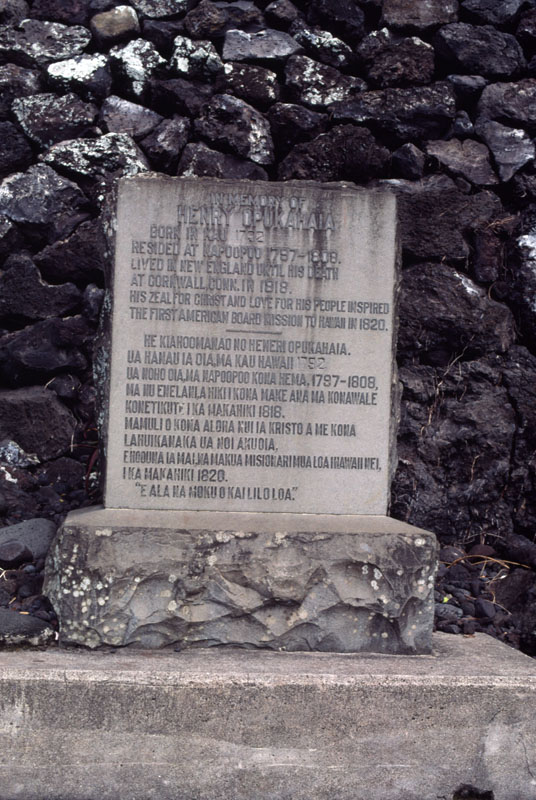 IN MEMORY OF
HENRY OPUKAHAIA
BORN IN KAU 1792
RESIDED AT NAPOOPOO 1797-1808.
LIVED IN NEW ENGLAND UNTIL HIS DEATH
AT CORNWALL, CONN. IN 1818.
HIS ZEAL FOR CHRIST AND LOVE FOR HIS PEOPLE INSPIRED
THE FIRST AMERICAN BOARD MISSION TO HAWAII IN 1820.
HE KIAHOOMANAO NO HENERI OPUKAHAIA.
UA HANAU IA OIA, MA KAU HAWAII 1792
UA NOHO OIA, MA NAPOOPOO KONA HEMA, 1797-1808,
MA NU ENELANI, A HIKI I KONA MAKE ANA MA KONAWALE
KONETIKUTE I KA MAKAHIKI 1818.
MAMULI O KONA ALOHA KUI IA KRISTO A ME KONA
LAHUIKANAKA UA NOI AKU OIA.
E HOOUNA IA MAI, NA MAKUA MISIONARI MUA LOA I HAWAII NEI,
I KA MAKAHIKI 1820.
"E ALA NA MOKU O KAI LILO LOA."